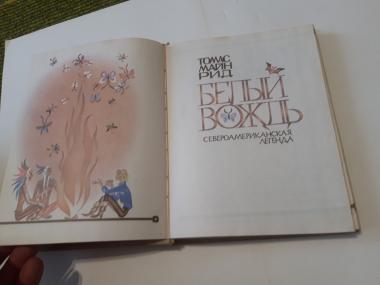 ТОМАС
МАЙН
РИД
БЕЛЫЙ
ВОЖДЬ
СЕВЕРОАМЕРИКАНСКАЯ
ЛЕГЕНДА